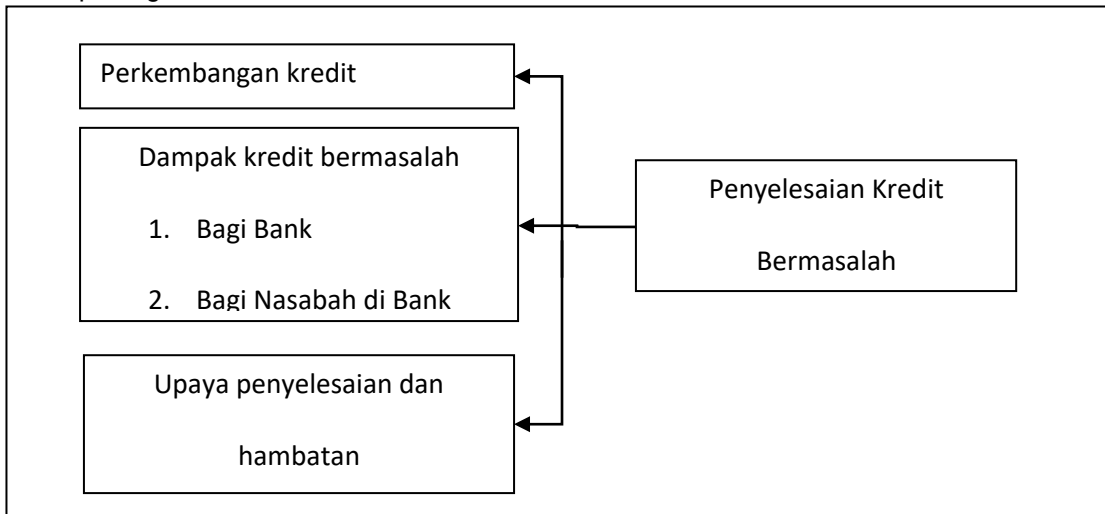 Perkembangan kredit
Dampak kredit bermasalah
1. Bagi Bank
2. Bagi Nasabah di Bank
Upaya penyelesaian dan
hambatan
Penyelesaian Kredit
Bermasalah